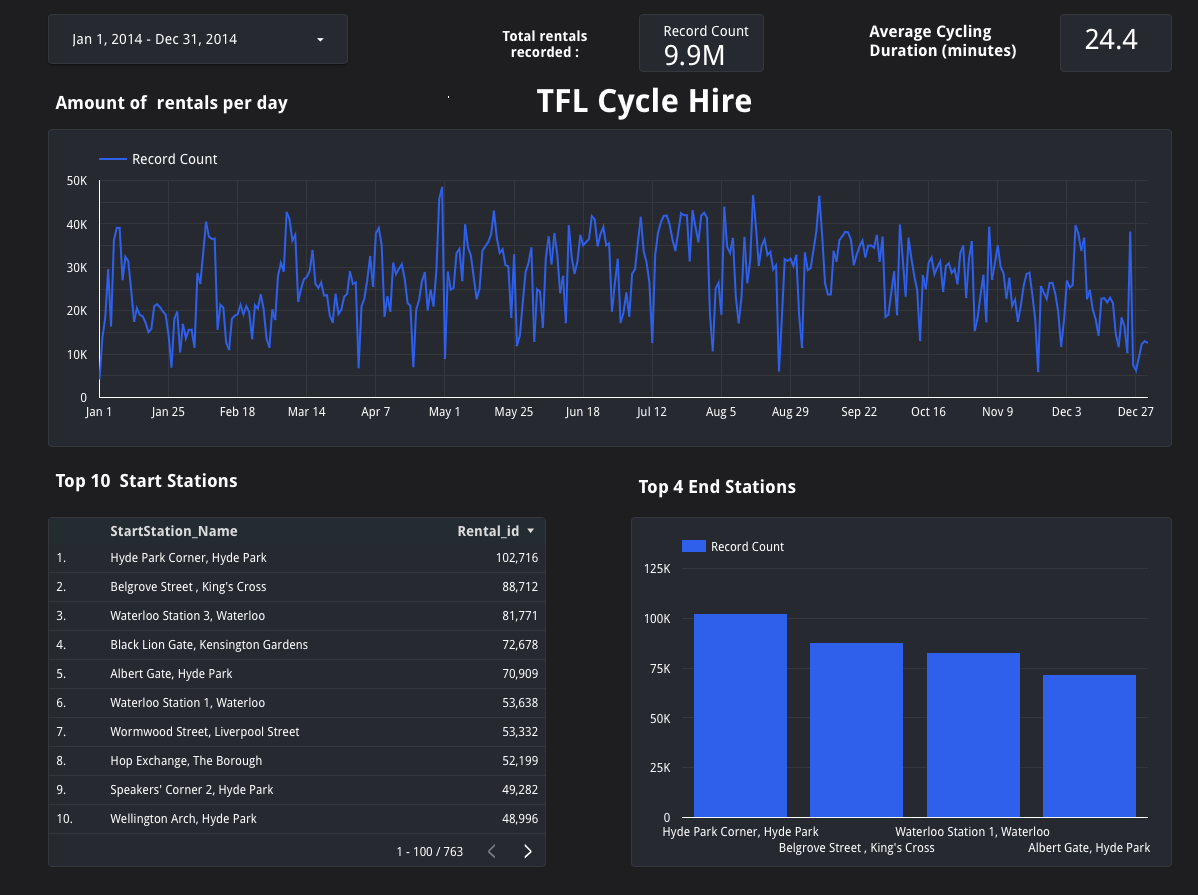 Jan 1, 2014 - Dec 31, 2014
Total rentals
recorded :
Record Count
9.9M
Average Cycling
Duration (minutes)
24.4
Amount of  rentals per day
TFL Cycle Hire
Record Count
50K
40K
30K
20K
10K
0
Jan 1 Jan 25 Feb 18 Mar 14 Apr 7 May 1 May 25 Jun 18 Jul 12 Aug 5 Aug 29 Sep 22 Oct 16 Nov 9 Dec 3 Dec 27
Top 10  Start Stations
StartStation_Name Rental_id
1. Hyde Park Corner, Hyde Park 102,716
2. Belgrove Street , King's Cross 88,712
3. Waterloo Station 3, Waterloo 81,771
4. Black Lion Gate, Kensington Gardens 72,678
5. Albert Gate, Hyde Park 70,909
6. Waterloo Station 1, Waterloo 53,638
7. Wormwood Street, Liverpool Street 53,332
8. Hop Exchange, The Borough 52,199
9. Speakers' Corner 2, Hyde Park 49,282
10. Wellington Arch, Hyde Park 48,996
1 - 100 / 763
Top 4 End Stations
Record Count
125K
100K
75K
50K
25K
0
Hyde Park Corner, Hyde Park Waterloo Station 1, Waterloo
Belgrove Street , King's Cross Albert Gate, Hyde Park